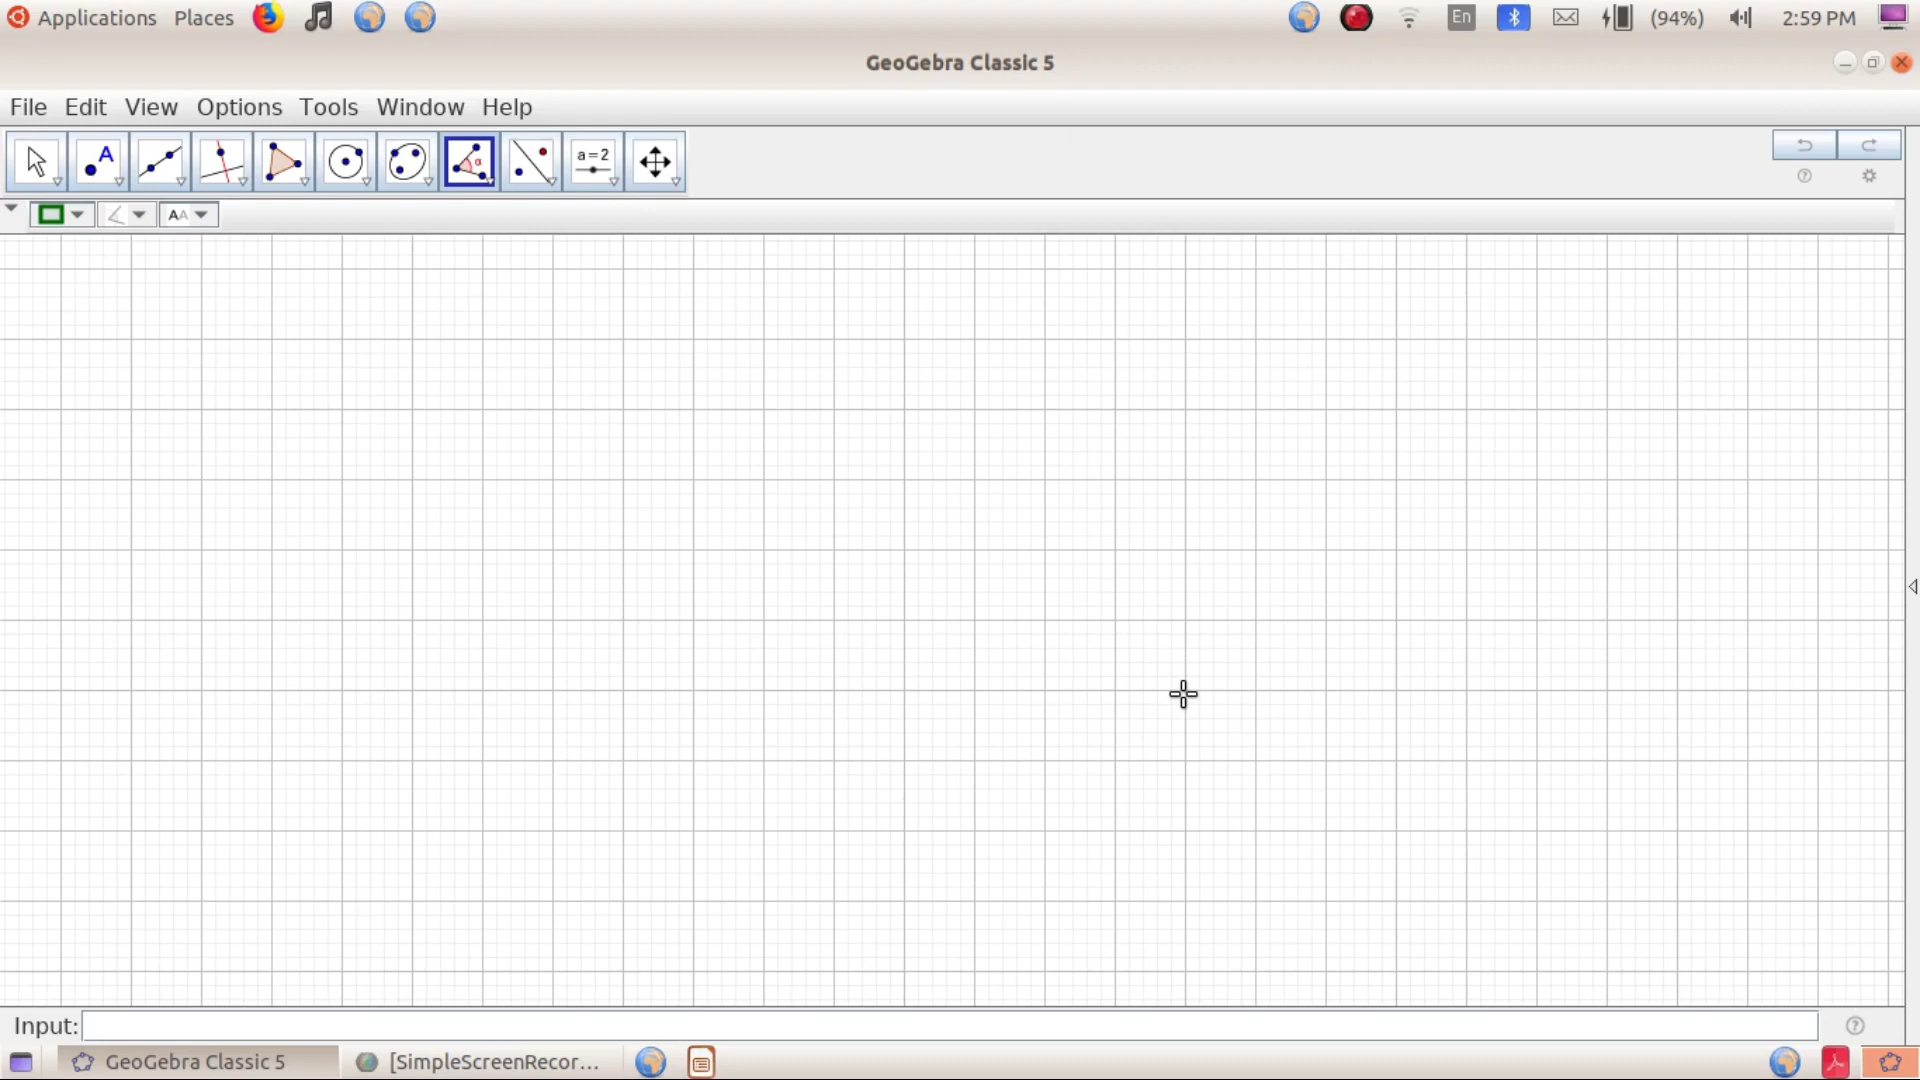 Applications Places En (94%) 2:59 PM
GeoGebra Classic 5
File Edit View Options Tools Window Help
A α a=2
AA
Input:
GeoGebra Classic 5 [SimpleScreenRecor...